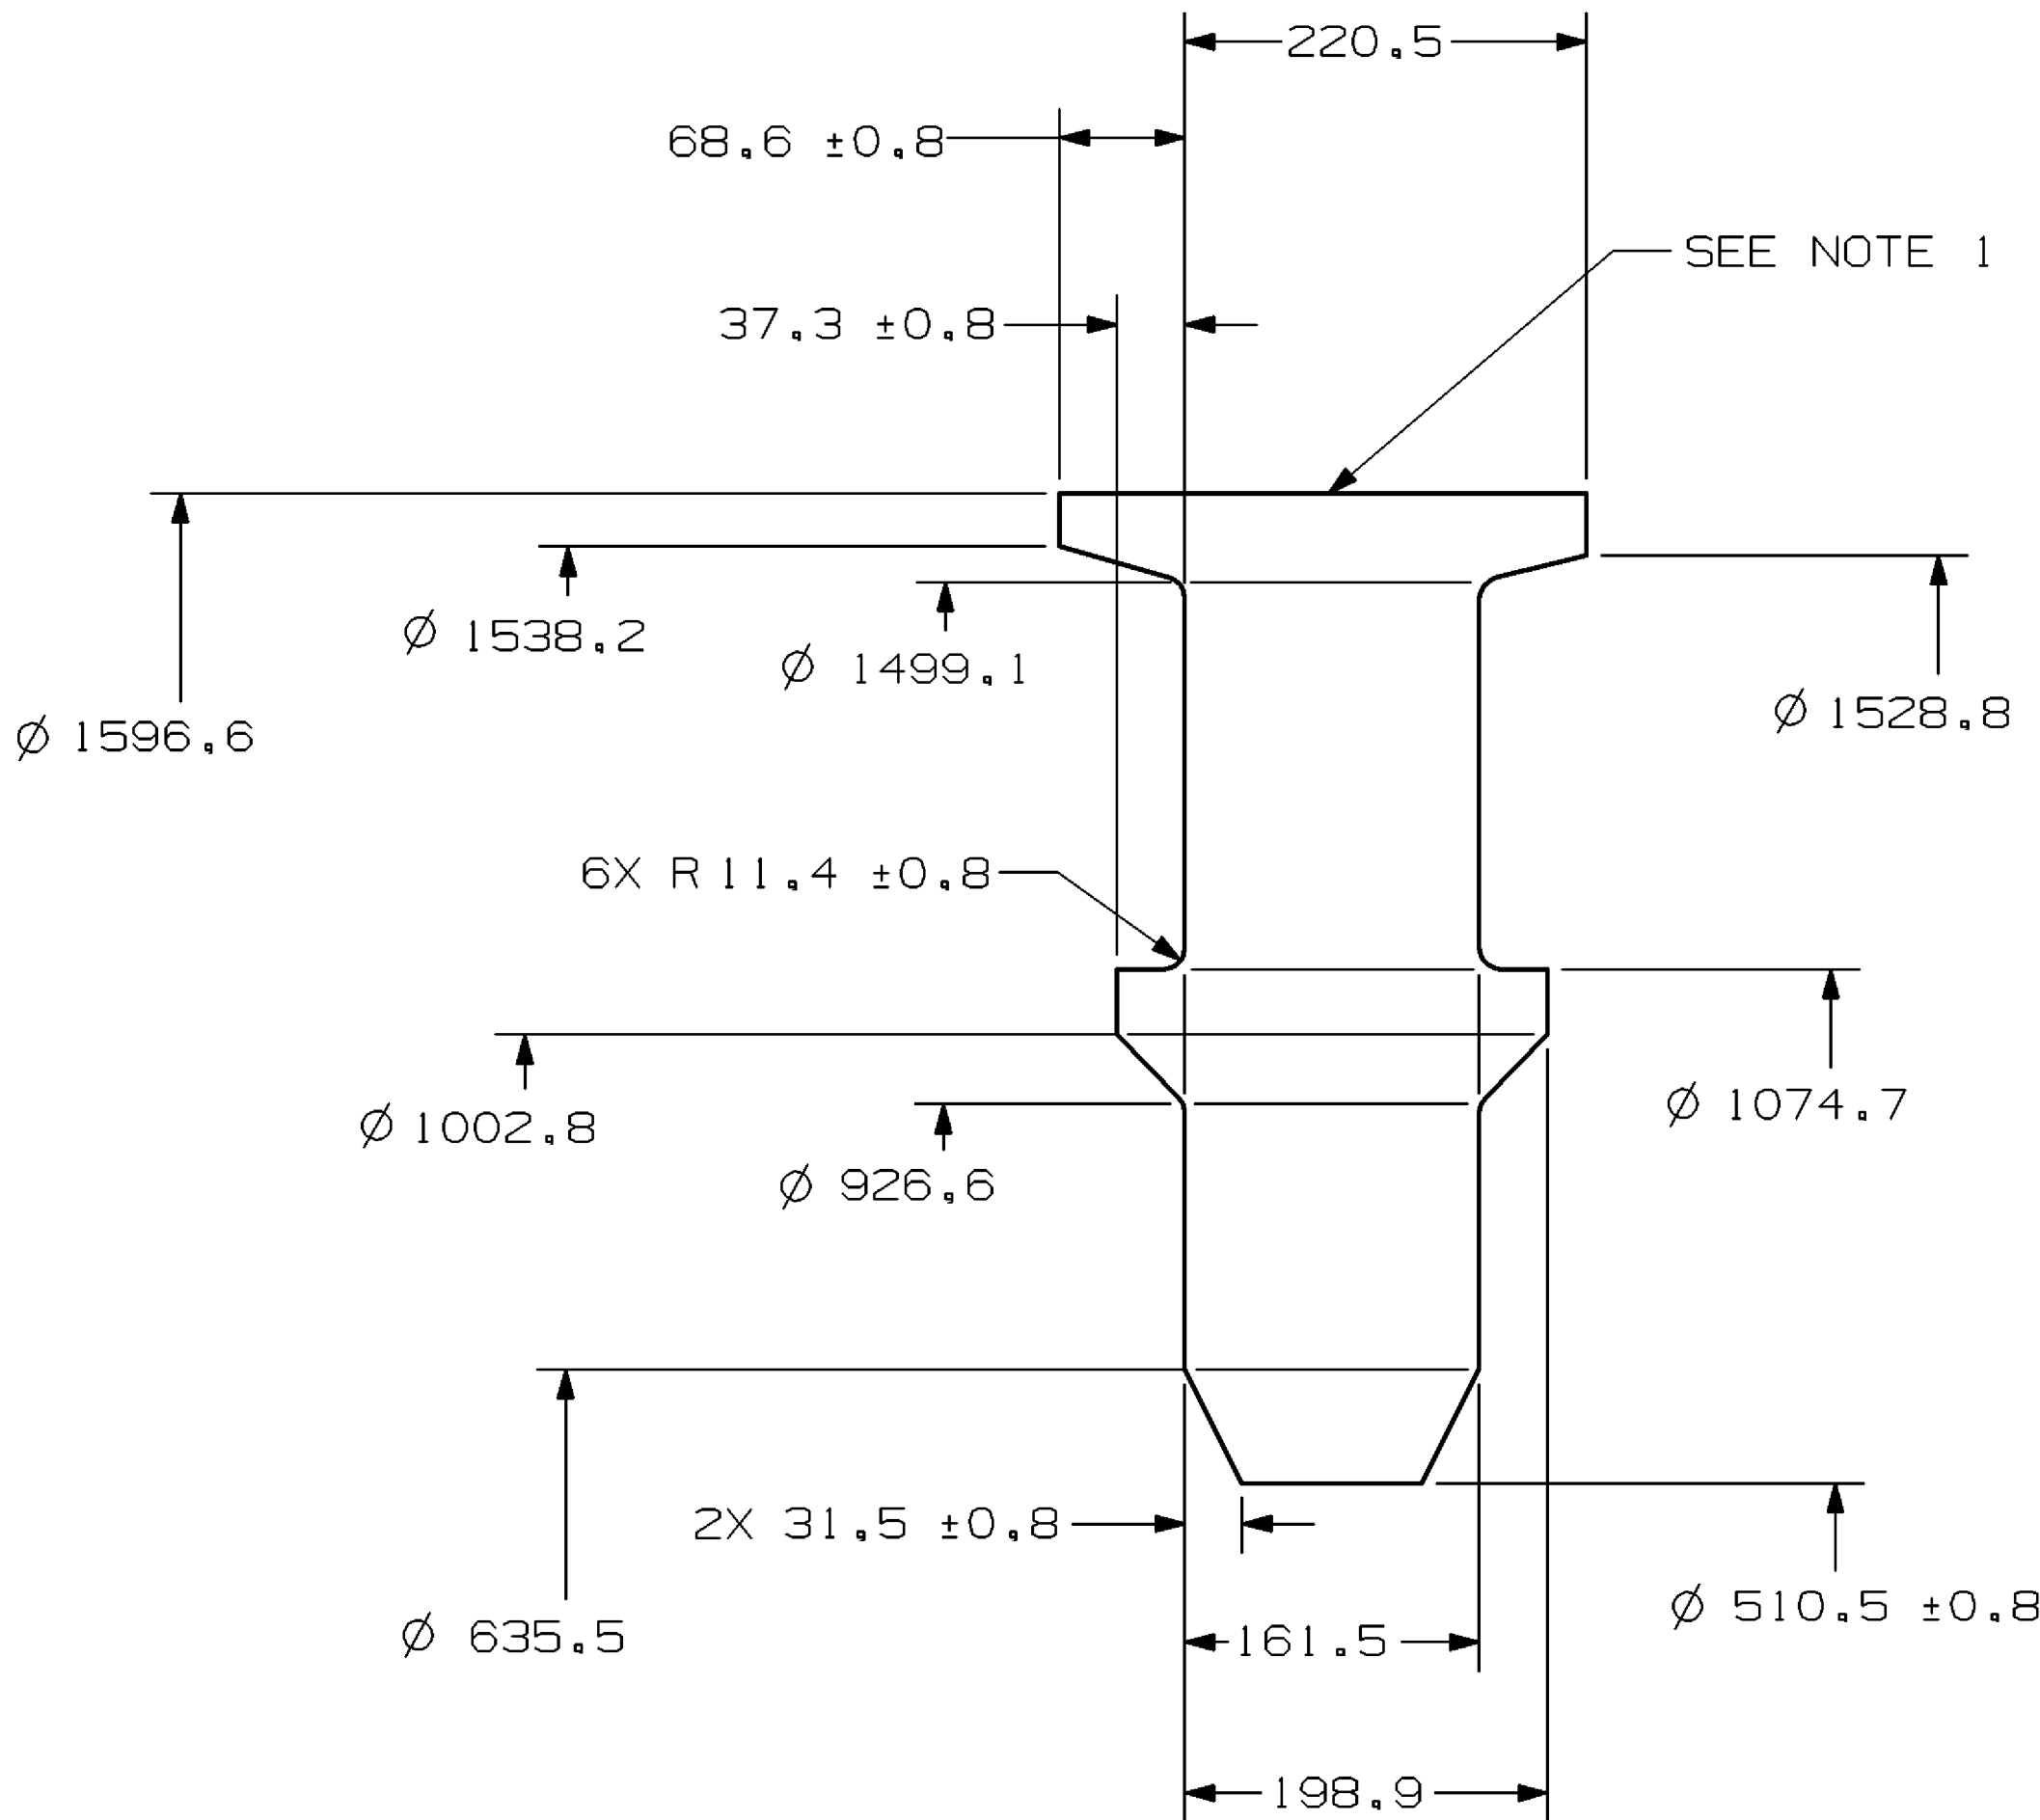 220.5
68.6 ±0.8
SEE NOTE 1
37.3 ±0.8
Ø 1538.2
Ø 1499.1
Ø 1528.8
Ø 1596.6
6X R11.4 ±0.8
Ø 1002.8
Ø 1074.7
Ø 926.6
2X 31.5 ±0.8
Ø 510.5 ±0.8
Ø 635.5
161.5
198.9